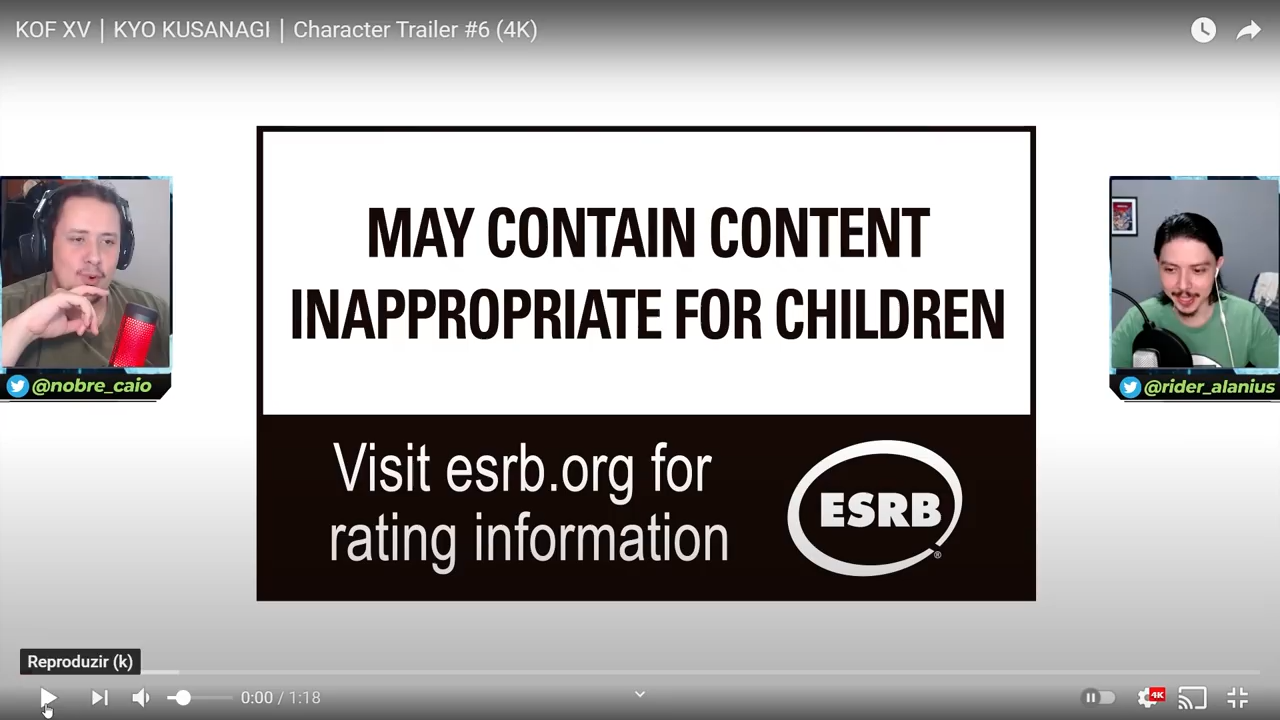 KOF XV | KYO KUSANAGI | Character Trailer #6 (4K)
MAY CONTAIN CONTENT
INAPPROPRIATE FOR CHILDREN
@nobre_caio
@rider_alanius
Visit esrb.org for
rating information
ESRB
®
Reproduzir (k)
0:00 / 1:18
4K